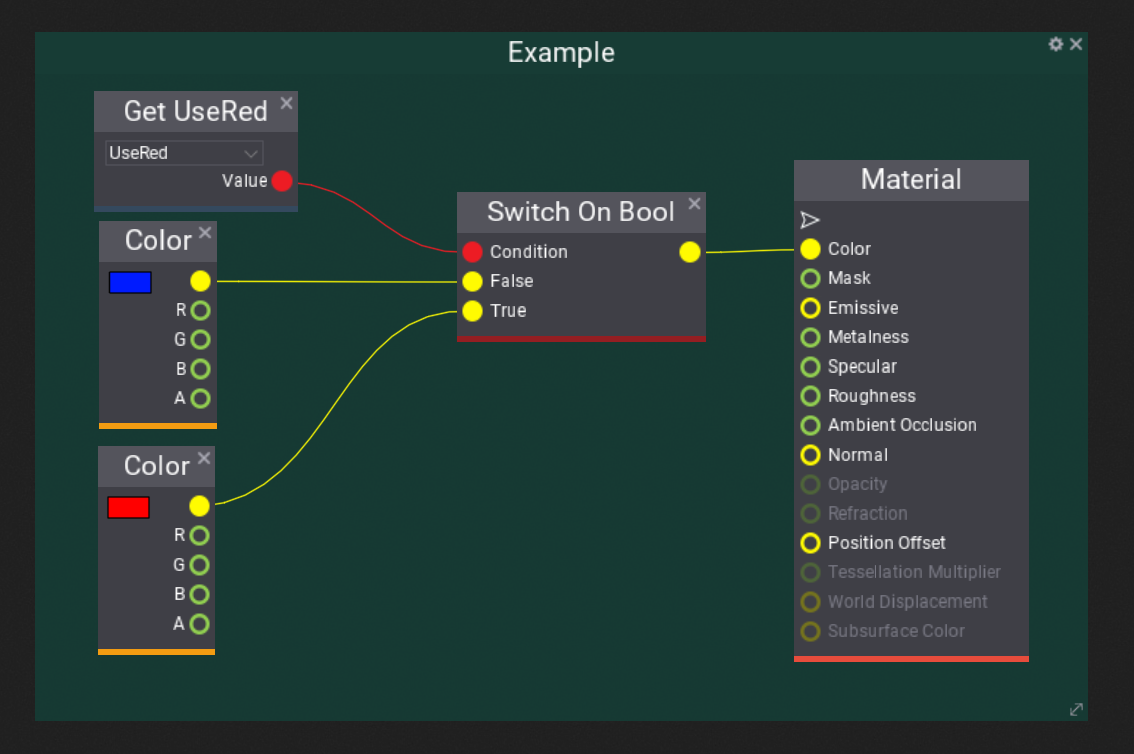 Example
Get UseRed
UseRed
Value
Color
R
G
B
A
Color
R
G
B
A
Switch On Bool
Condition
False
True
Material
Color
Mask
Emissive
Metalness
Specular
Roughness
Ambient Occlusion
Normal
Opacity
Refraction
Position Offset
Tessellation Multiplier
World Displacement
Subsurface Color